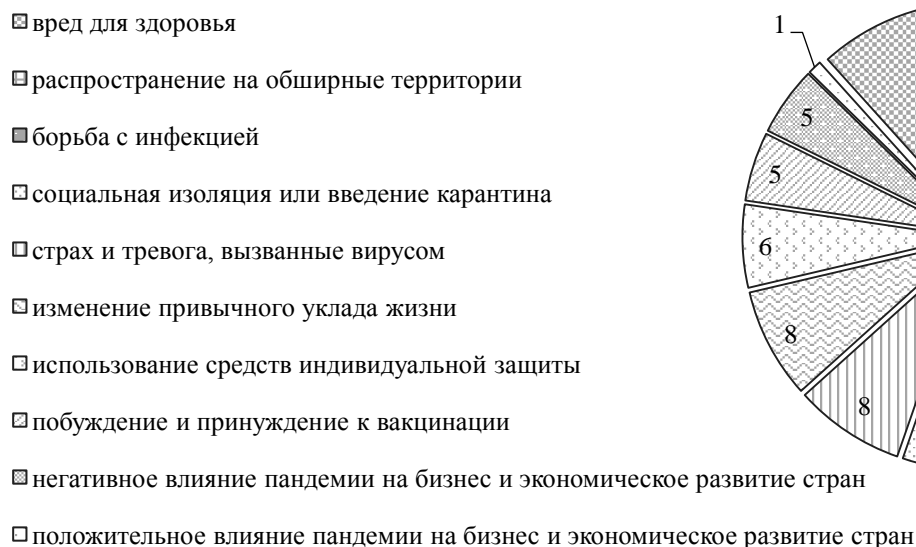 вред для здоровья
распространение на обширные территории
борьба с инфекцией
социальная изоляция или введение карантина
страх и тревога, вызванные вирусом
изменение привычного уклада жизни
использование средств индивидуальной защиты
побуждение и принуждение к вакцинации
негативное влияние пандемии на бизнес и экономическое развитие стран
положительное влияние пандемии на бизнес и экономическое развитие стран
1
5
5
6
8
8